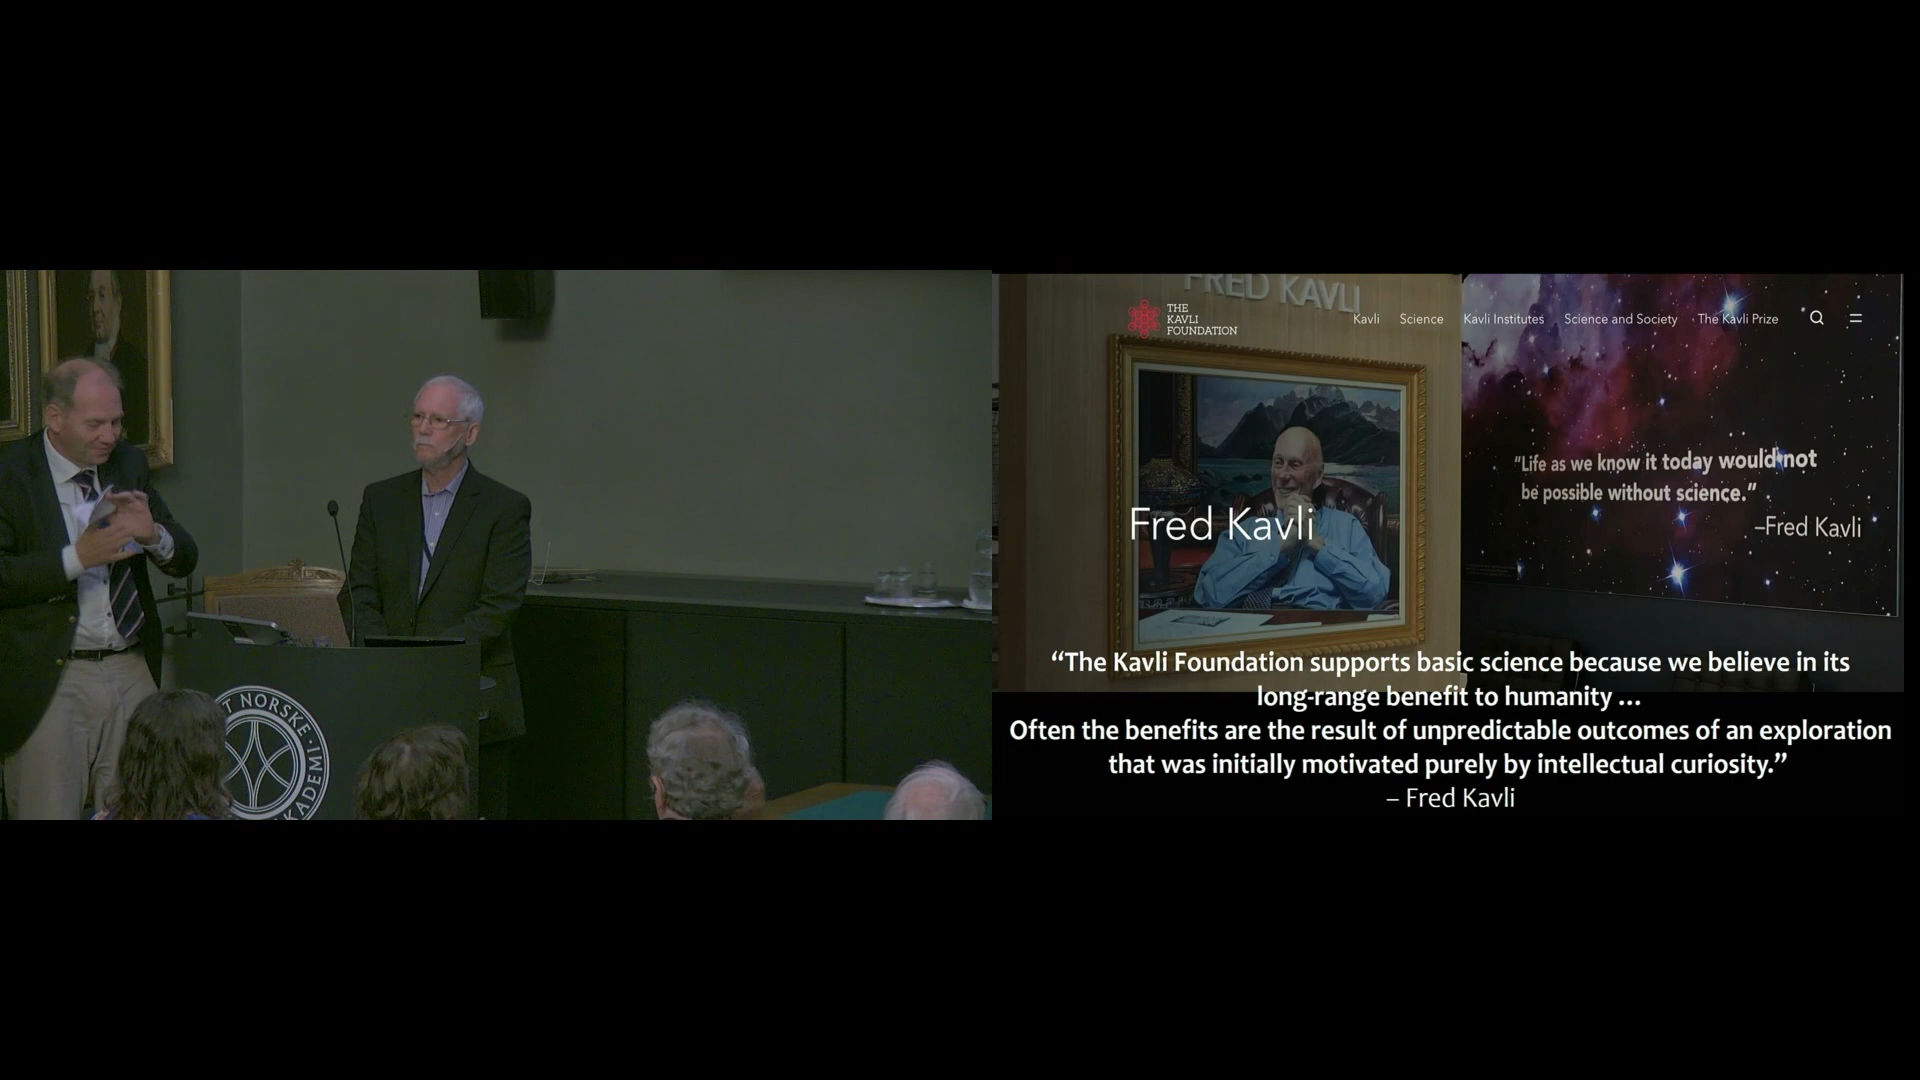 T NORSKE · VI
KADEMI
FRED KAVLI
THE
KAVLI
FOUNDATION
Kavli Science Kavli Institutes Science and Society The Kavli Prize
"Life as we know it today would not
be possible without science."
–Fred Kavli
Fred Kavli
“The Kavli Foundation supports basic science because we believe in its
long-range benefit to humanity ...
Often the benefits are the result of unpredictable outcomes of an exploration
that was initially motivated purely by intellectual curiosity.”
– Fred Kavli